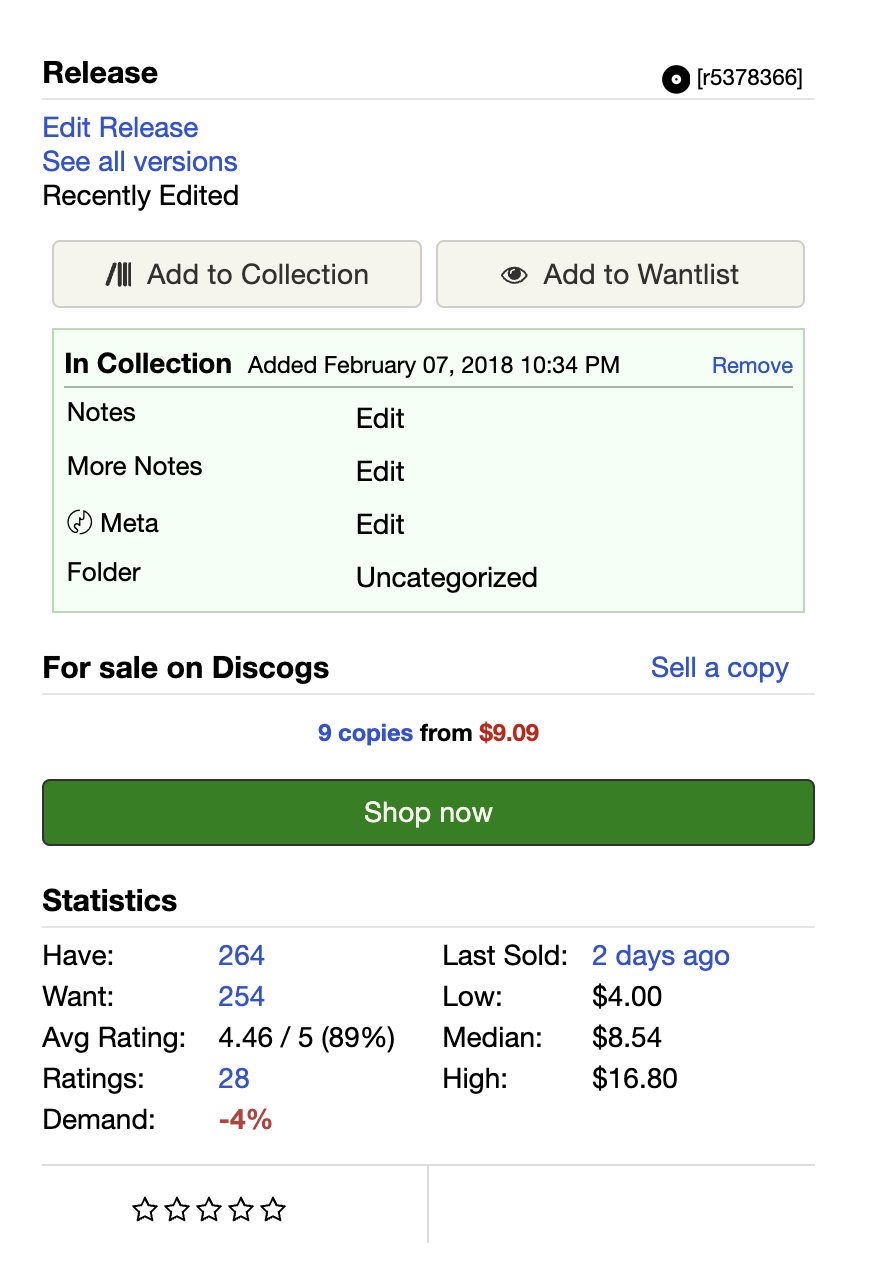 Release [r5378366]
Edit Release
See all versions
Recently Edited
Add to Collection Add to Wantlist
In Collection Added February 07, 2018 10:34 PM Remove
Notes Edit
More Notes Edit
Meta Edit
Folder Uncategorized
For sale on Discogs Sell a copy
9 copies from $9.09
Shop now
Statistics
Have: 264 Last Sold: 2 days ago
Want: 254 Low: $4.00
Avg Rating: 4.46 / 5 (89%) Median: $8.54
Ratings: 28 High: $16.80
Demand: -4%